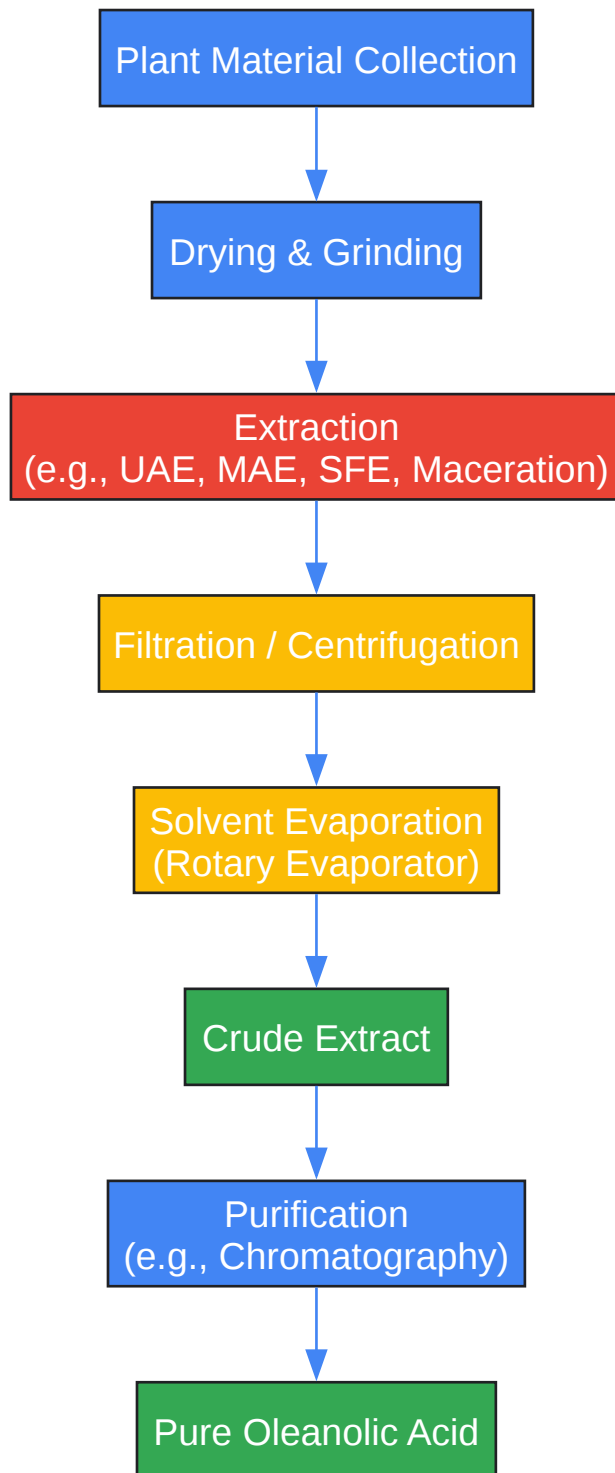 Plant Material Collection
Drying & Grinding
Extraction
(e.g., UAE, MAE, SFE, Maceration)
Filtration / Centrifugation
Solvent Evaporation
(Rotary Evaporator)
Crude Extract
Purification
(e.g., Chromatography)
Pure Oleanolic Acid